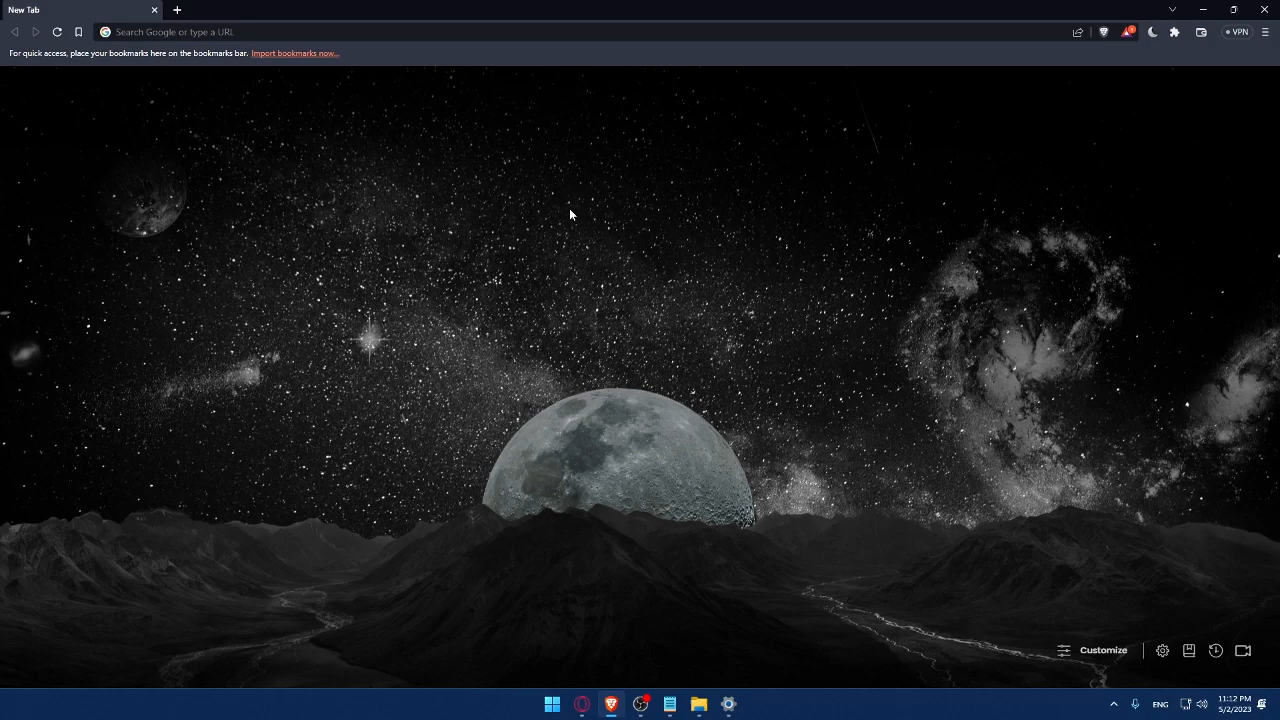 New Tab
Search Google or type a URL
1
VPN
For quick access, place your bookmarks here on the bookmarks bar. Import bookmarks now...
Customize
ENG
11:12 PM
5/2/2023